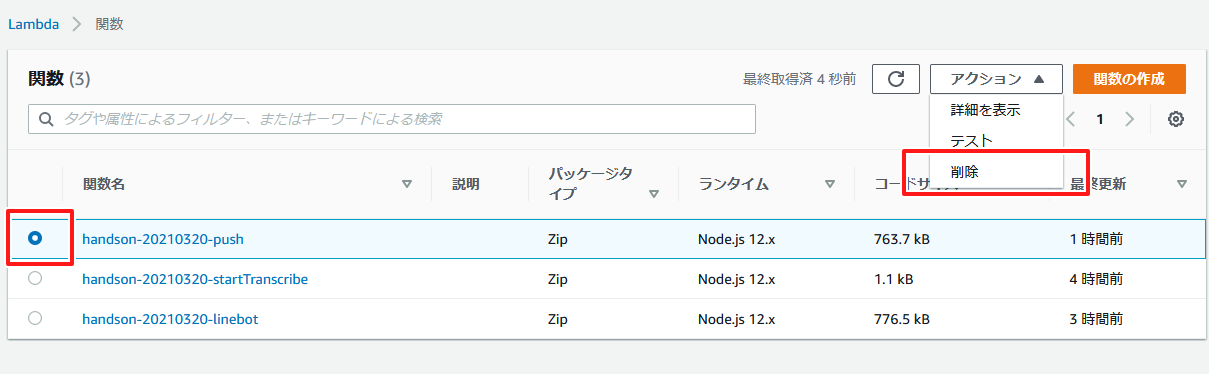 Lambda > 関数
関数 (3)
最終取得済 4 秒前
アクション ▲
関数の作成
詳細を表示
テスト
削除
タグや属性によるフィルター、またはキーワードによる検索
< 1 >
関数名
説明
パッケージタ
イプ
ランタイム
コードサイズ
最終更新
handson-20210320-push Zip Node.js 12.x 763.7 kB 1 時間前
handson-20210320-startTranscribe Zip Node.js 12.x 1.1 kB 4 時間前
handson-20210320-linebot Zip Node.js 12.x 776.5 kB 3 時間前